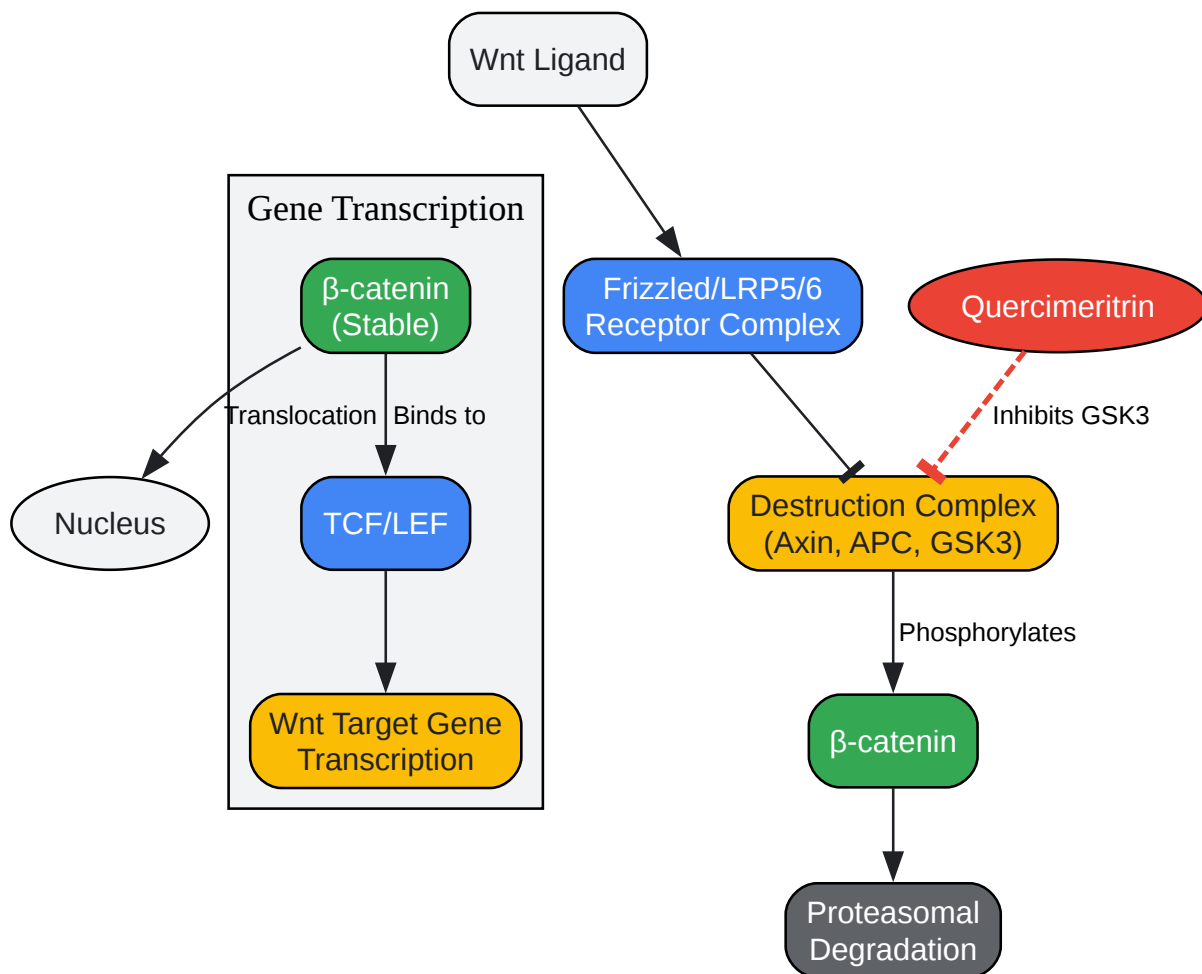 Wnt Ligand
Gene Transcription
β-catenin
(Stable)
Frizzled/LRP5/6
Receptor Complex
Quercimeritrin
Translocation
Binds to
Inhibits GSK3
Nucleus
TCF/LEF
Destruction Complex
(Axin, APC, GSK3)
Phosphorylates
Wnt Target Gene
Transcription
β-catenin
Proteasomal
Degradation